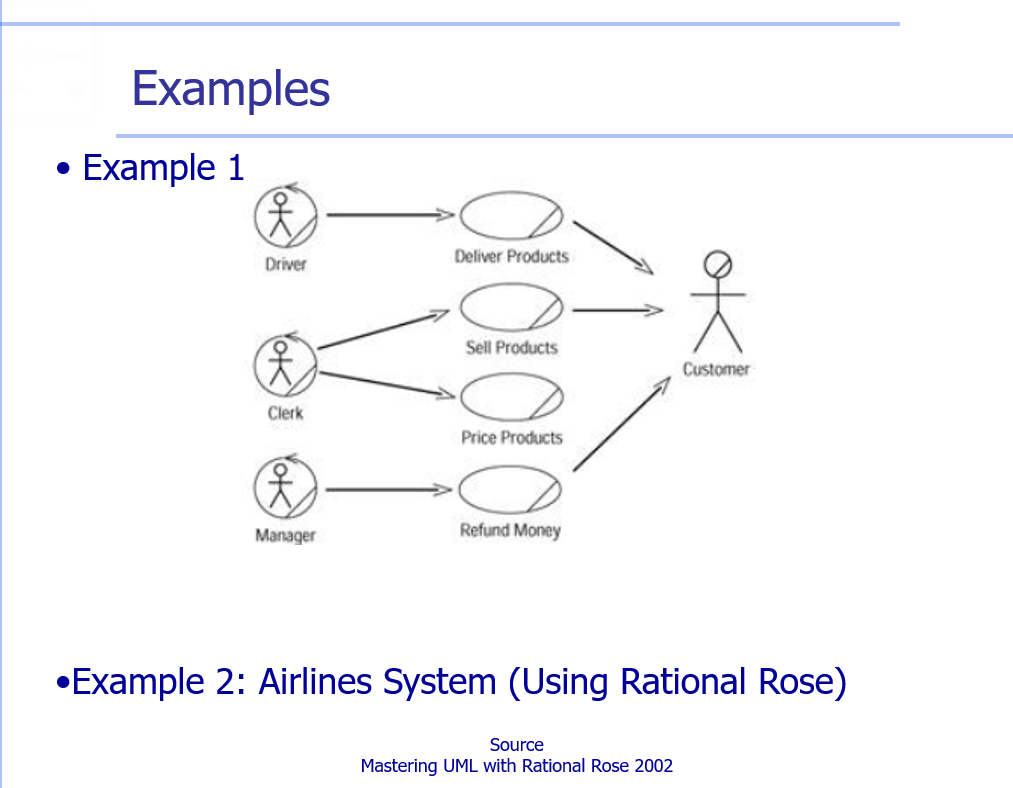 Examples
• Example 1
Driver
Deliver Products
Sell Products
Customer
Clerk
Price Products
Manager
Refund Money
•Example 2: Airlines System (Using Rational Rose)
Source
Mastering UML with Rational Rose 2002